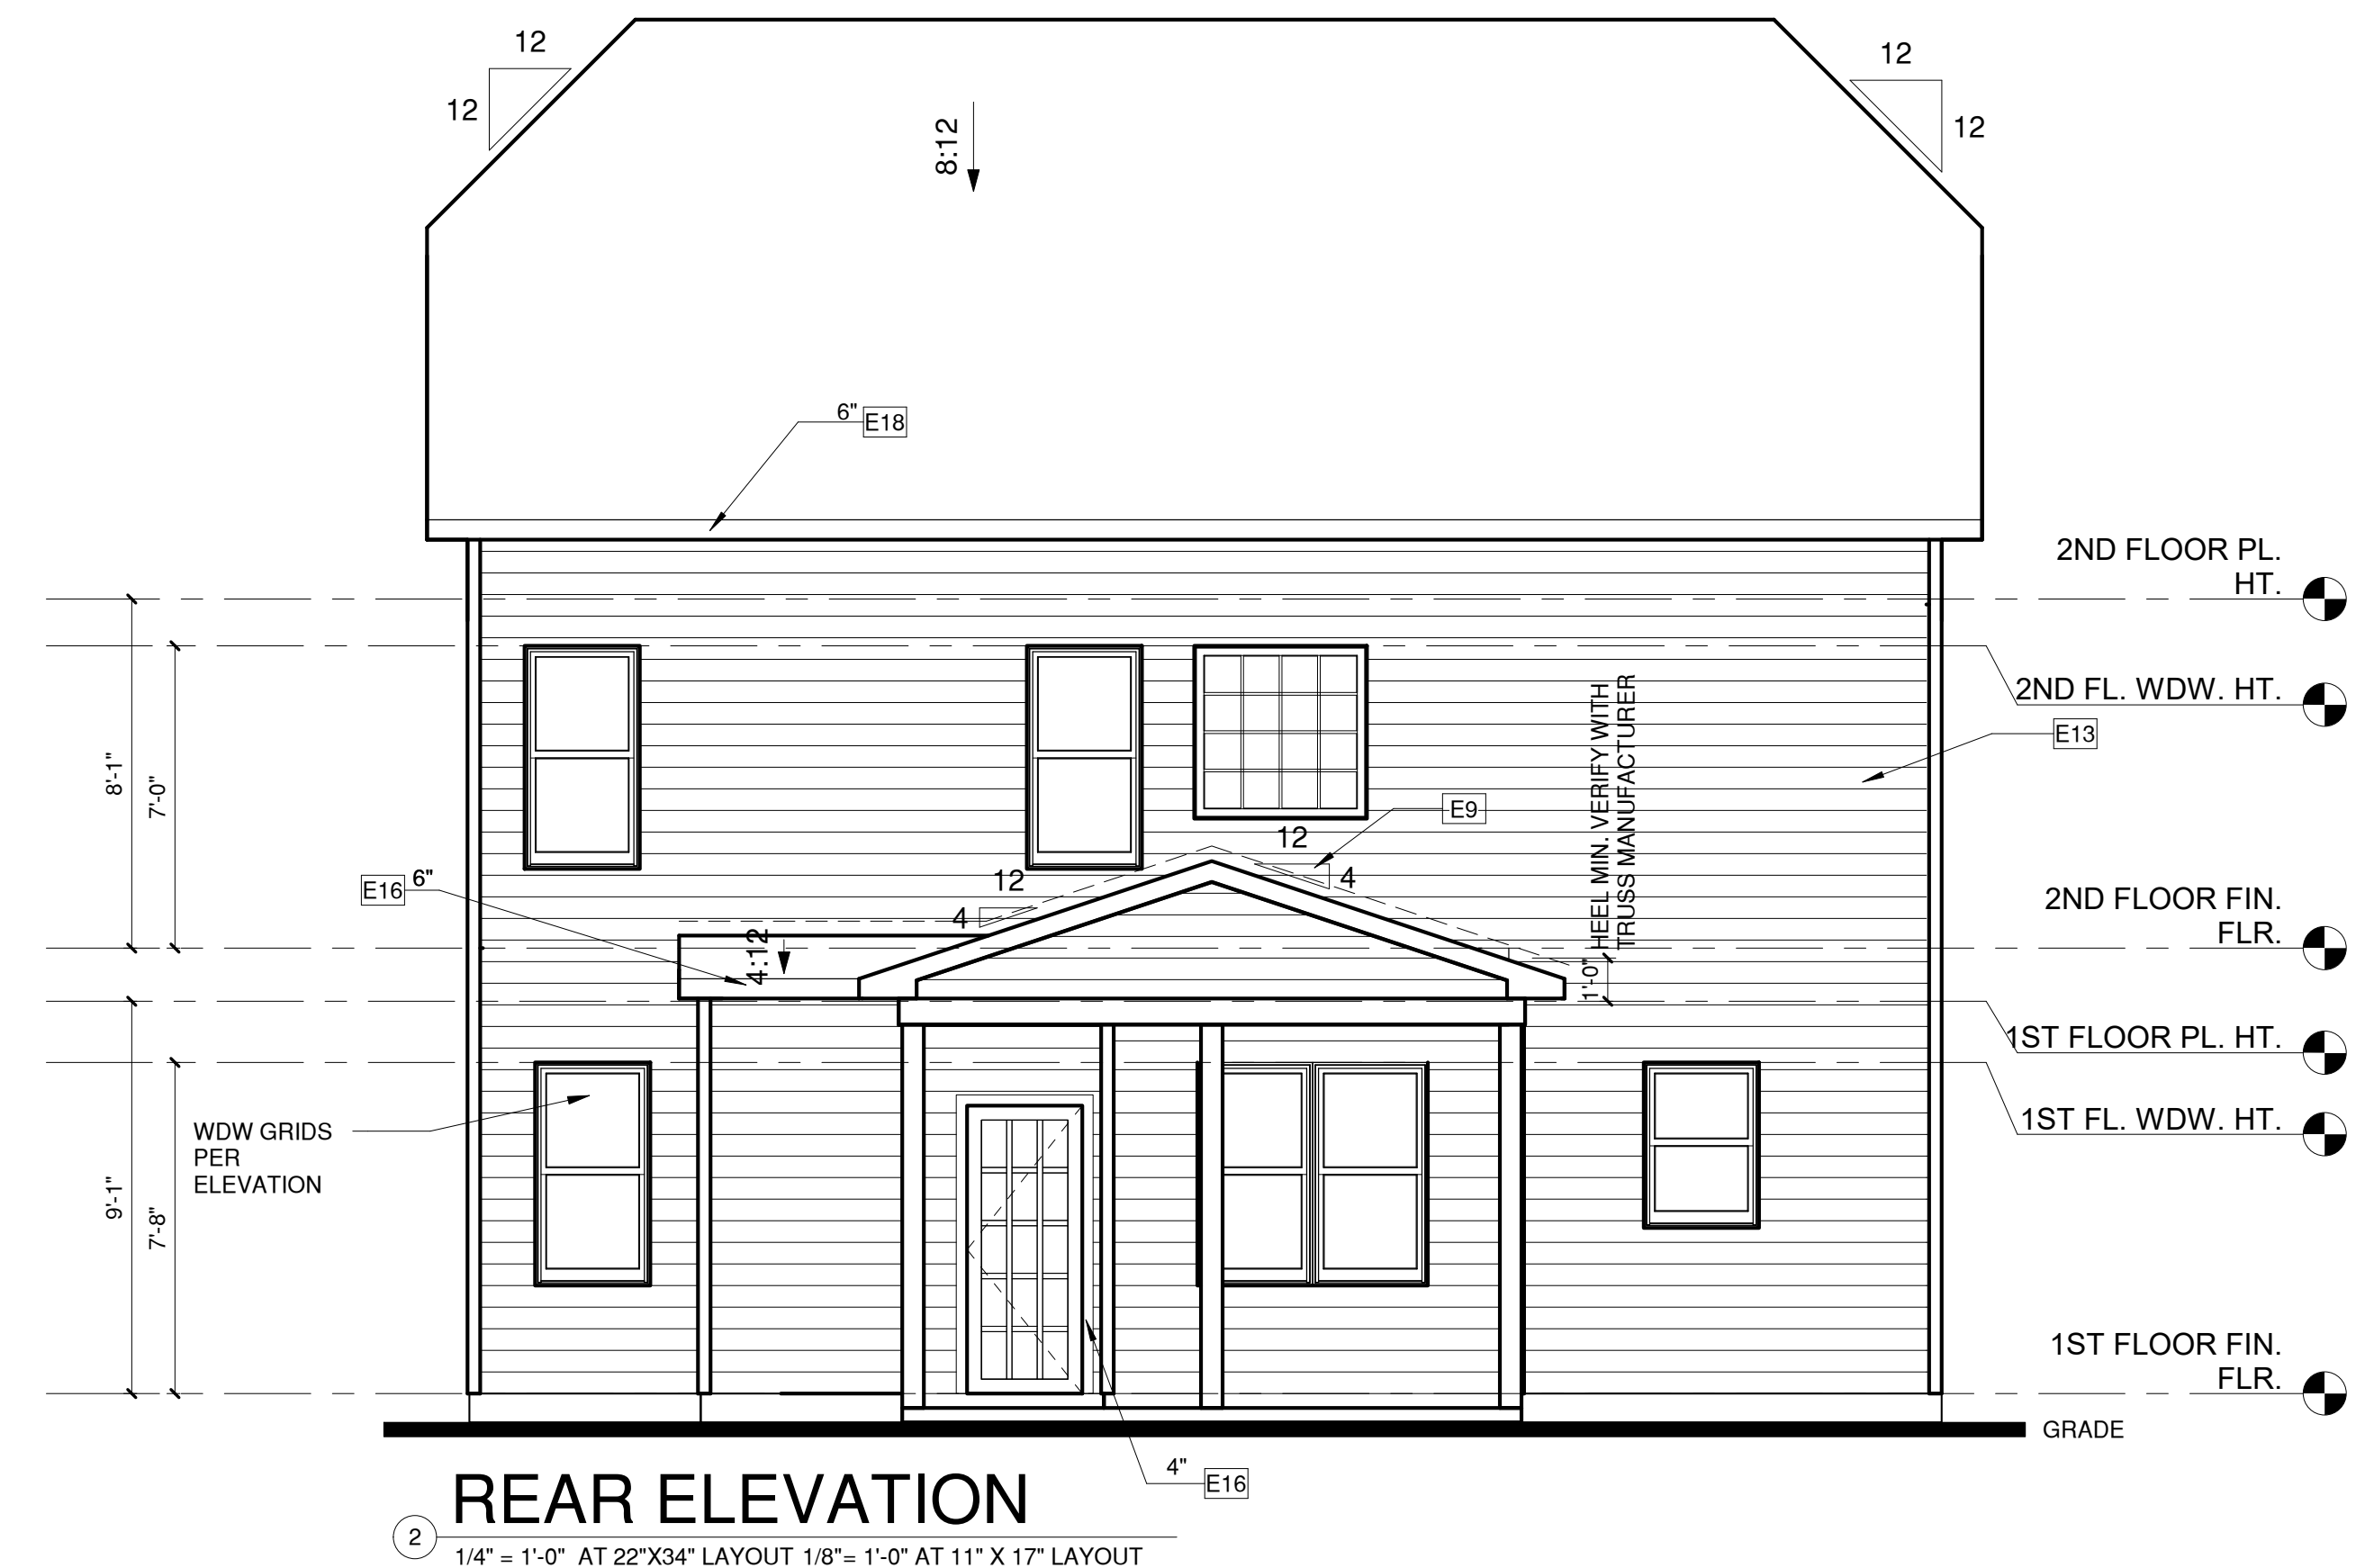 12
12
12
12
8:12
6" E18
2ND FLOOR PL.
HT.
2ND FL. WDW. HT.
E13
8'-1"
7'-0"
HEEL MIN. VERIFY WITH
TRUSS MANUFACTURER
E9
12
4
12
4
E16 6"
4:12
1'-0"
2ND FLOOR FIN.
FLR.
1ST FLOOR PL. HT.
1ST FL. WDW. HT.
WDW GRIDS
PER
ELEVATION
9'-1"
7'-8"
1ST FLOOR FIN.
FLR.
GRADE
4" E16
REAR ELEVATION
2
1/4" = 1'-0" AT 22"X34" LAYOUT 1/8"= 1'-0" AT 11" X 17" LAYOUT